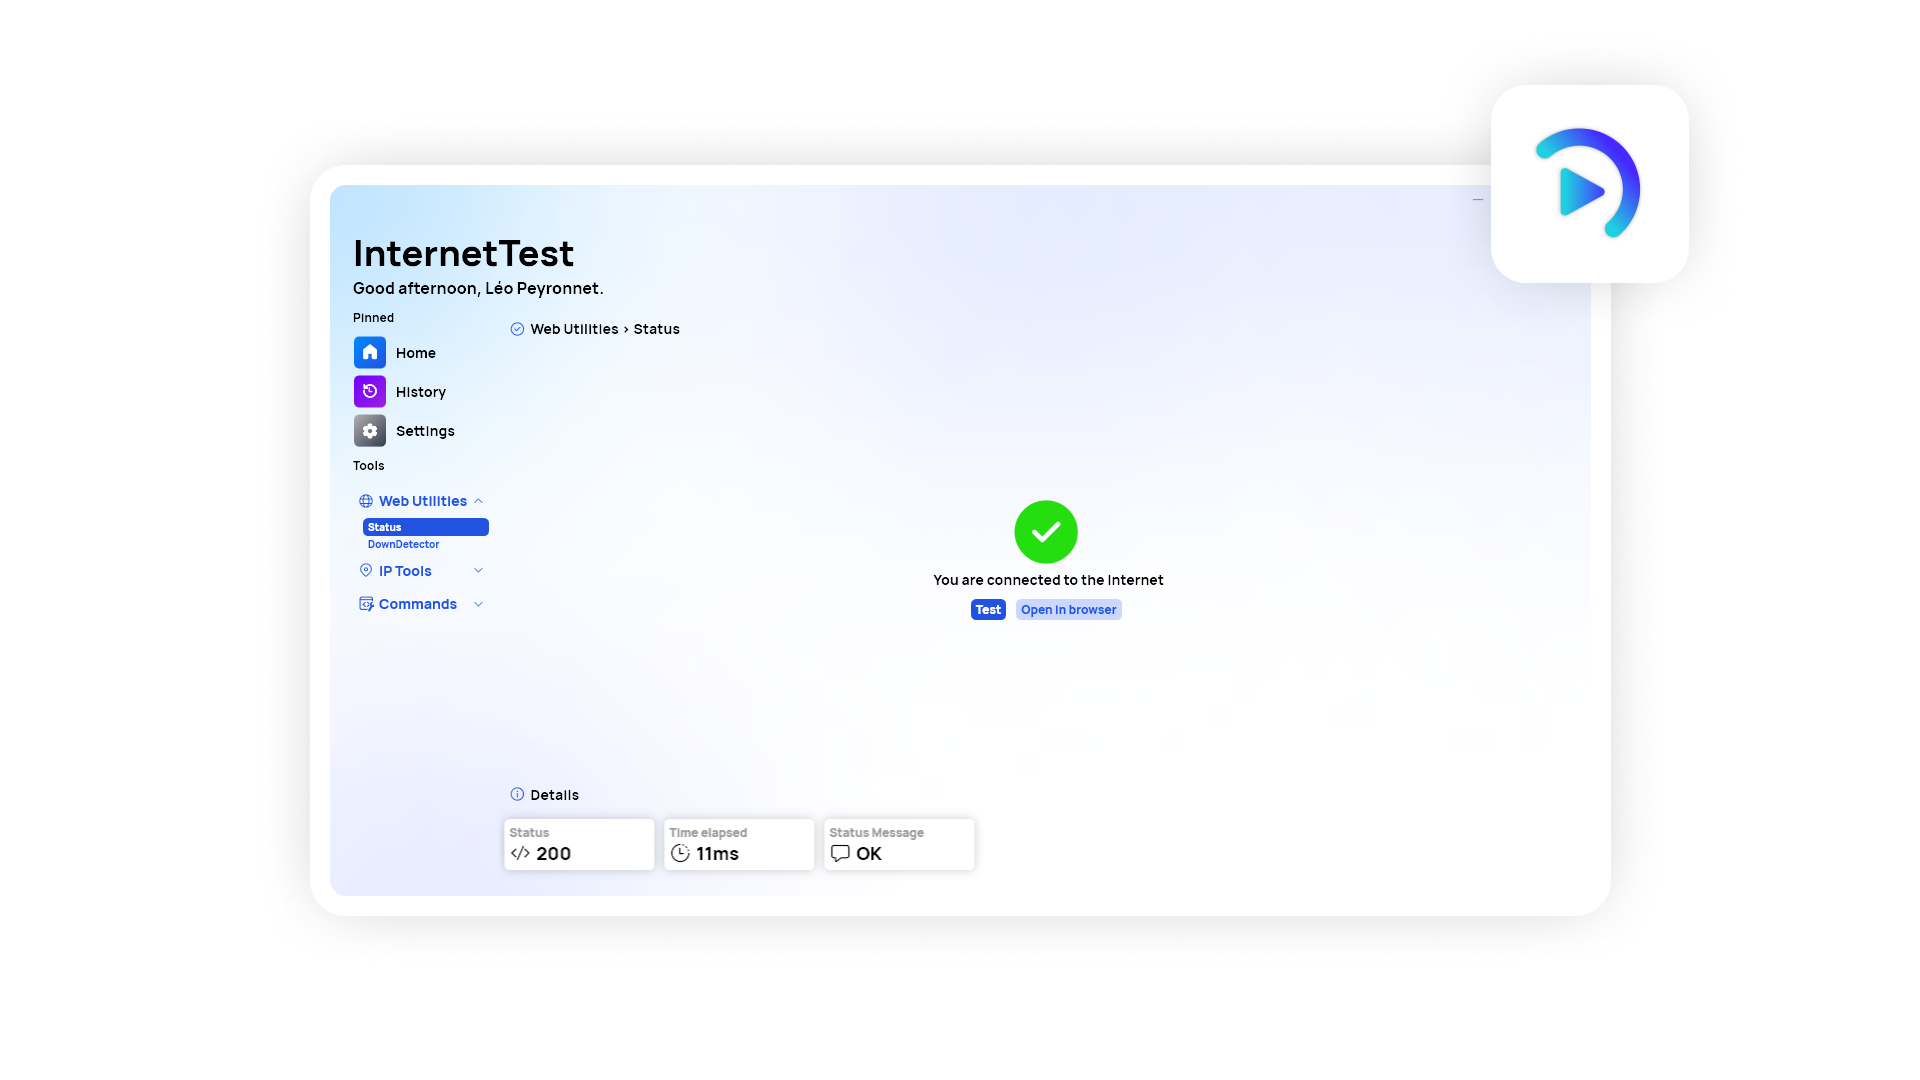 InternetTest
Good afternoon, Léo Peyronnet.
Pinned
Home
History
Settings
Tools
Web Utilities
Status
DownDetector
IP Tools
Commands
Web Utilities > Status
You are connected to the Internet
Test
Open in browser
Details
Status
200
Time elapsed
11ms
Status Message
OK